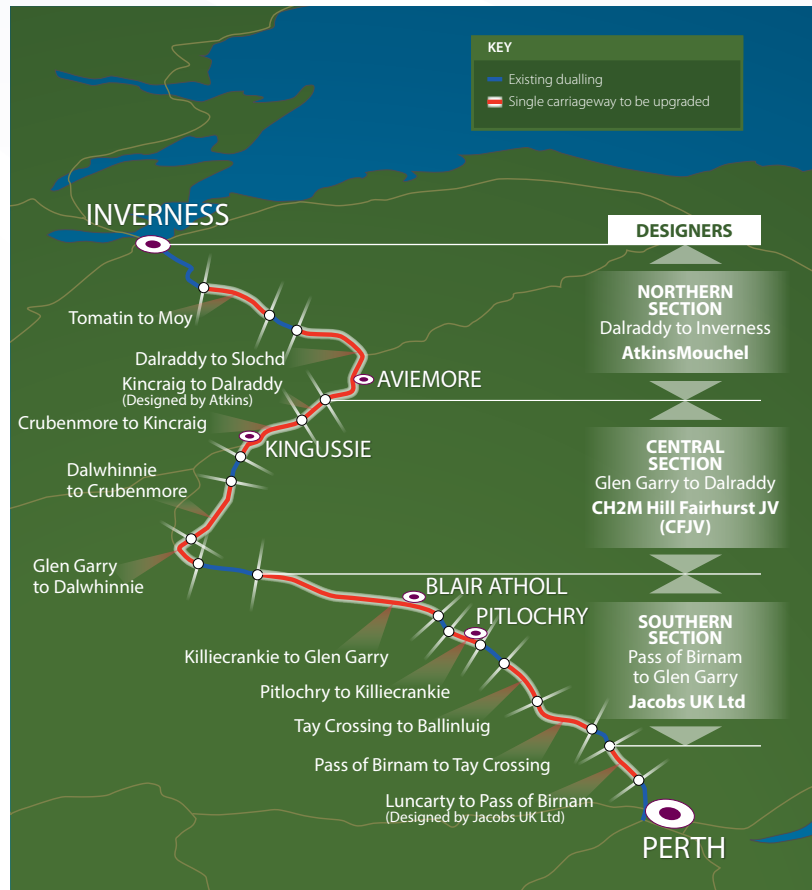 KEY
Existing dualling
Single carriageway to be upgraded
INVERNESS
DESIGNERS
NORTHERN
SECTION
Dalraddy to Inverness
AtkinsMouchel
Tomatin to Moy
Dalraddy to Slochd
Kincraig to Dalraddy
(Designed by Atkins)
AVIEMORE
Crubenmore to Kincraig
KINGUSSIE
CENTRAL
SECTION
Glen Garry to Dalraddy
CH2M Hill Fairhurst JV
(CFJV)
Dalwhinnie
to Crubenmore
Glen Garry
to Dalwhinnie
BLAIR ATHOLL
PITLOCHRY
SOUTHERN
SECTION
Pass of Birnam
to Glen Garry
Jacobs UK Ltd
Killiecrankie to Glen Garry
Pitlochry to Killiecrankie
Tay Crossing to Ballinluig
Pass of Birnam to Tay Crossing
Luncarty to Pass of Birnam
(Designed by Jacobs UK Ltd)
PERTH